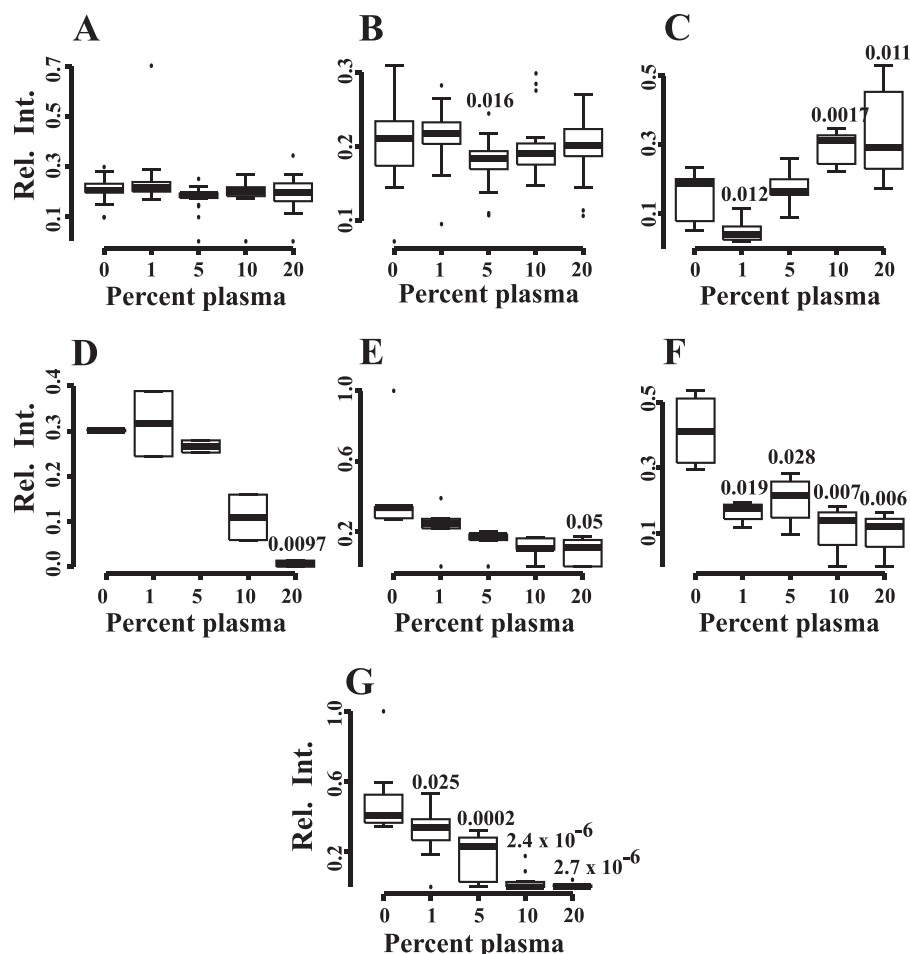 A
B
C
Rel. Int.
0.7
0.5
0.3
0.1
0.3
0.2
0.1
0.016
0.5
0.3
0.1
0.012
0.0017
0.011
0 1 5 10 20
0 1 5 10 20
0 1 5 10 20
Percent plasma
Percent plasma
Percent plasma
D
E
F
Rel. Int.
0.4
0.3
0.2
0.1
0.0
0.0097
1.0
0.6
0.2
0.05
0.5
0.3
0.1
0.019
0.028
0.007
0.006
0 1 5 10 20
0 1 5 10 20
0 1 5 10 20
Percent plasma
Percent plasma
Percent plasma
G
Rel. Int.
1.0
0.6
0.2
0.025
0.0002
2.4 x 10⁻⁶
2.7 x 10⁻⁶
0 1 5 10 20
Percent plasma